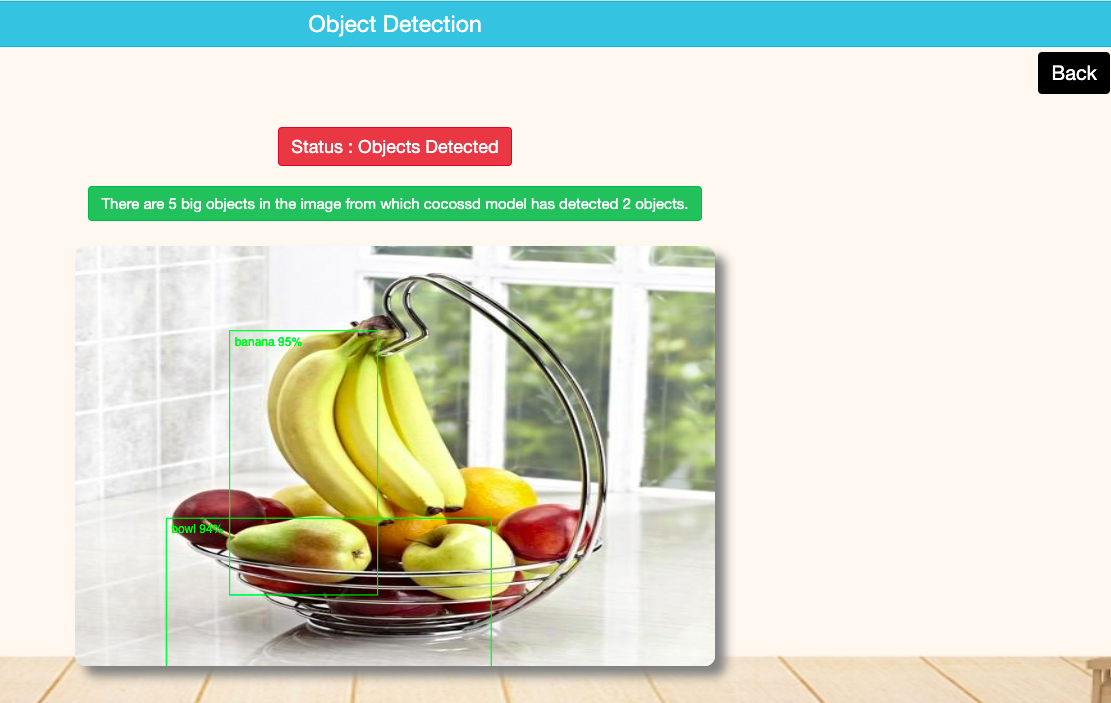 Object Detection
Back
Status : Objects Detected
There are 5 big objects in the image from which cocossd model has detected 2 objects.
banana 95%
bowl 94%